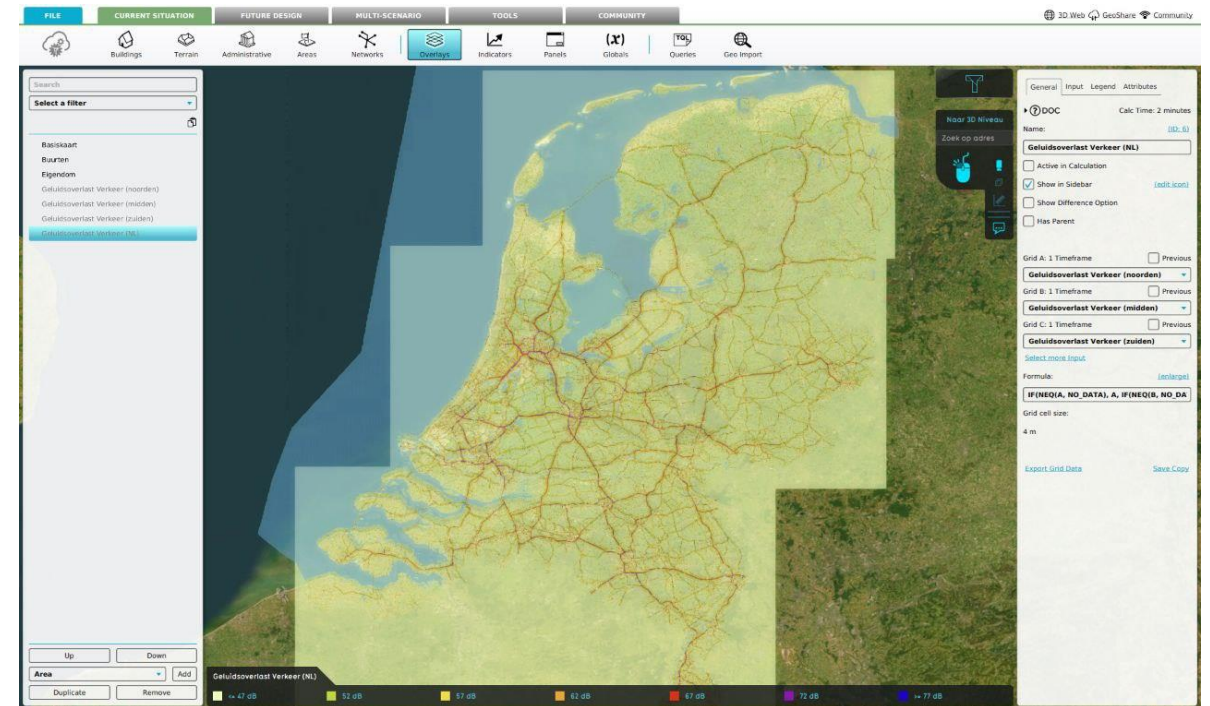 FILE CURRENT SITUATION FUTURE DESIGN MULTI-SCENARIO TOOLS COMMUNITY 3D Web GeoShare Community
Buildings Terrain Administrative Areas Networks Overlays Indicators Panels (x) Globals TQL Queries Geo Import
Search
Select a filter
Basiskaart
Buurten
Eigendom
Geluidsoverlast Verkeer (noorden)
Geluidsoverlast Verkeer (midden)
Geluidsoverlast Verkeer (zuiden)
Geluidsoverlast Verkeer (NL)
Up Down
Area Add
Duplicate Remove
Naar 3D Niveau
Zoek op adres
Geluidsoverlast Verkeer (NL)
<= 47 dB 52 dB 57 dB 62 dB 67 dB 72 dB >= 77 dB
General Input Legend Attributes
? DOC Calc Time: 2 minutes
Name: (ID: 6)
Geluidsoverlast Verkeer (NL)
Active in Calculation
Show in Sidebar (edit icon)
Show Difference Option
Has Parent
Grid A: 1 Timeframe Previous
Geluidsoverlast Verkeer (noorden)
Grid B: 1 Timeframe Previous
Geluidsoverlast Verkeer (midden)
Grid C: 1 Timeframe Previous
Geluidsoverlast Verkeer (zuiden)
Select more input
Formula: (enlarge)
IF(NEQ(A, NO_DATA), A, IF(NEQ(B, NO_DA
Grid cell size:
4 m
Export Grid Data Save Copy